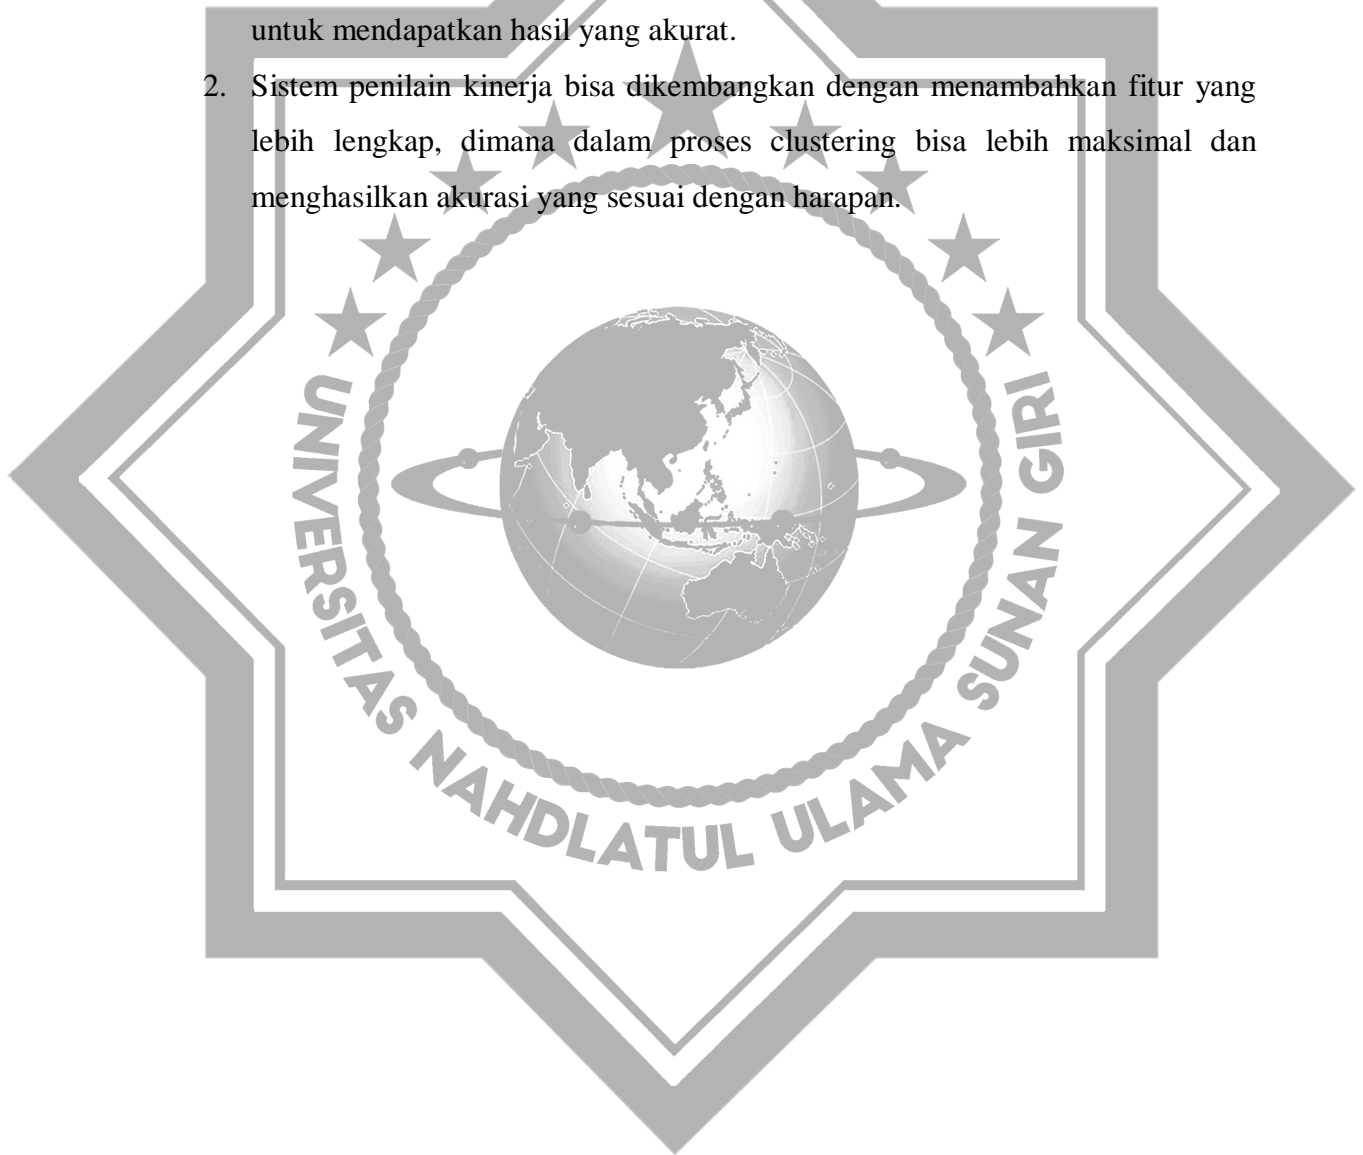 untuk mendapatkan hasil yang akurat.
2. Sistem penilain kinerja bisa dikembangkan dengan menambahkan fitur yang
lebih lengkap, dimana dalam proses clustering bisa lebih maksimal dan
menghasilkan akurasi yang sesuai dengan harapan.
UNIVERSITAS NAHDLATUL ULAMA SUNAN GIRI